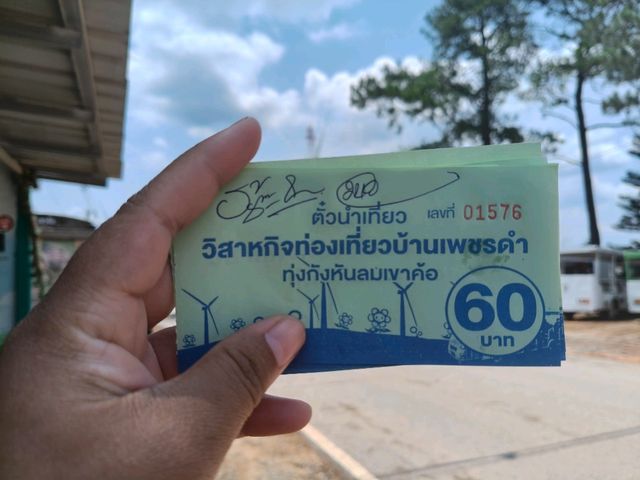 ตั๋วนำเที่ยว เลขที่ 01576
วิสาหกิจท่องเที่ยวบ้านเพชรดำ
ทุ่งกังหันลมเขาค้อ
60
บาท